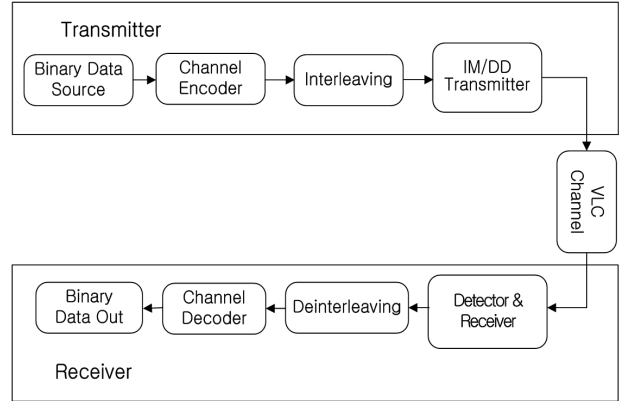 Transmitter
Binary Data
Source
Channel
Encoder
Interleaving
IM/DD
Transmitter
VLC
Channel
Binary
Data Out
Channel
Decoder
Deinterleaving
Detector &
Receiver
Receiver